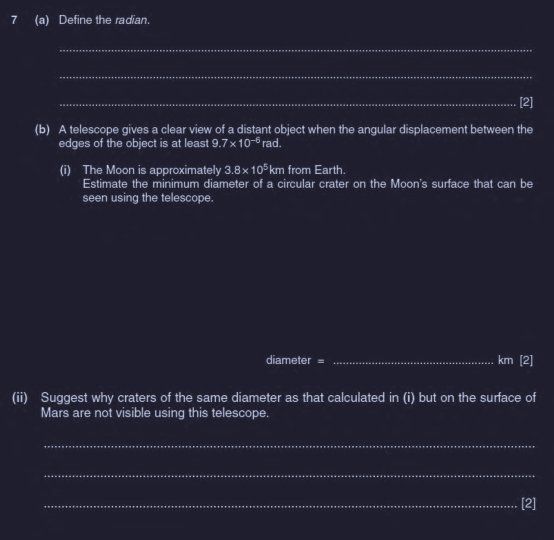 7 (a) Define the radian.
.......................................................................................................................................
.......................................................................................................................................
....................................................................................................................................... [2]
(b) A telescope gives a clear view of a distant object when the angular displacement between the
edges of the object is at least 9.7 × 10⁻⁶ rad.
(i) The Moon is approximately 3.8 × 10⁵ km from Earth.
Estimate the minimum diameter of a circular crater on the Moon's surface that can be
seen using the telescope.
diameter = ................................................. km [2]
(ii) Suggest why craters of the same diameter as that calculated in (i) but on the surface of
Mars are not visible using this telescope.
.......................................................................................................................................
.......................................................................................................................................
....................................................................................................................................... [2]